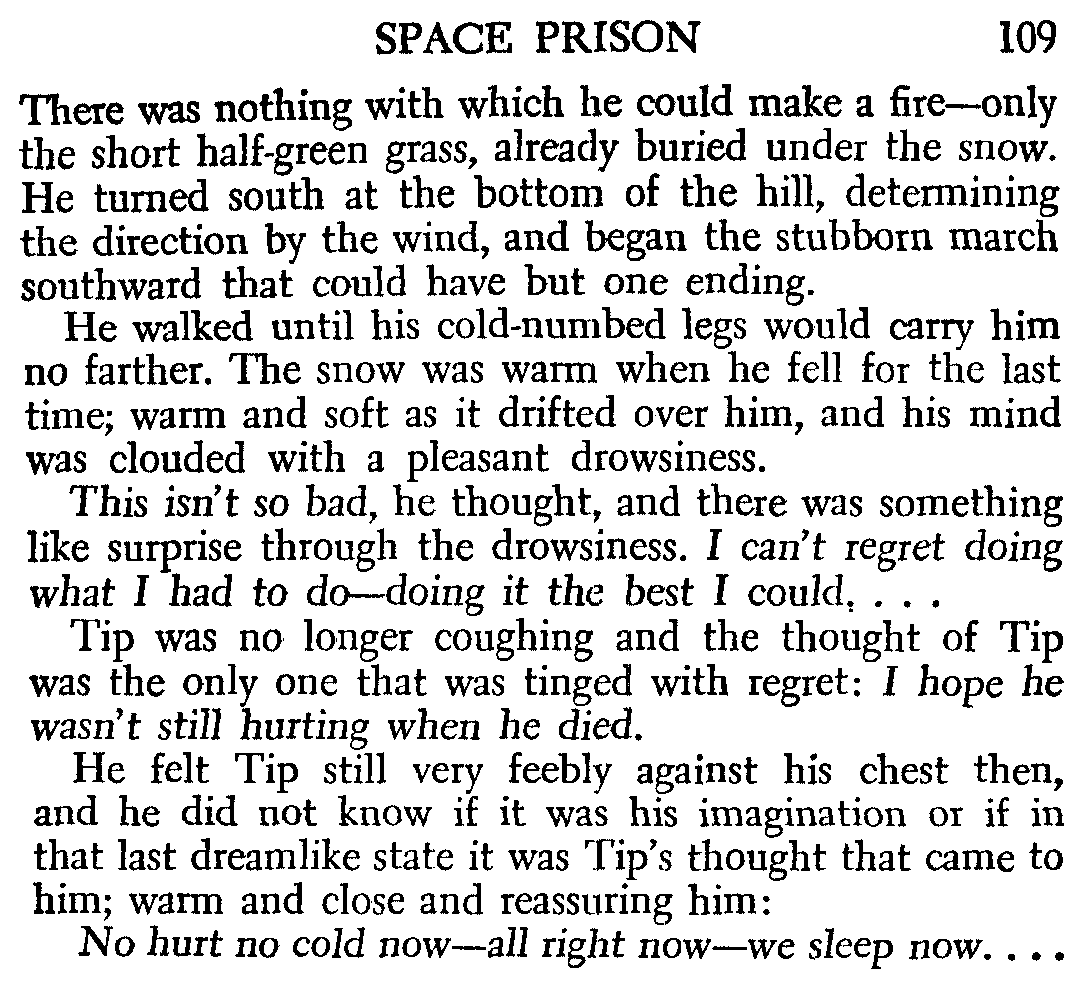 SPACE PRISON 109
There was nothing with which he could make a fire—only
the short half-green grass, already buried under the snow.
He turned south at the bottom of the hill, determining
the direction by the wind, and began the stubborn march
southward that could have but one ending.
He walked until his cold-numbed legs would carry him
no farther. The snow was warm when he fell for the last
time; warm and soft as it drifted over him, and his mind
was clouded with a pleasant drowsiness.
This isn't so bad, he thought, and there was something
like surprise through the drowsiness. I can't regret doing
what I had to do—doing it the best I could. . . .
Tip was no longer coughing and the thought of Tip
was the only one that was tinged with regret: I hope he
wasn't still hurting when he died.
He felt Tip still very feebly against his chest then,
and he did not know if it was his imagination or if in
that last dreamlike state it was Tip's thought that came to
him; warm and close and reassuring him:
No hurt no cold now—all right now—we sleep now. . . .